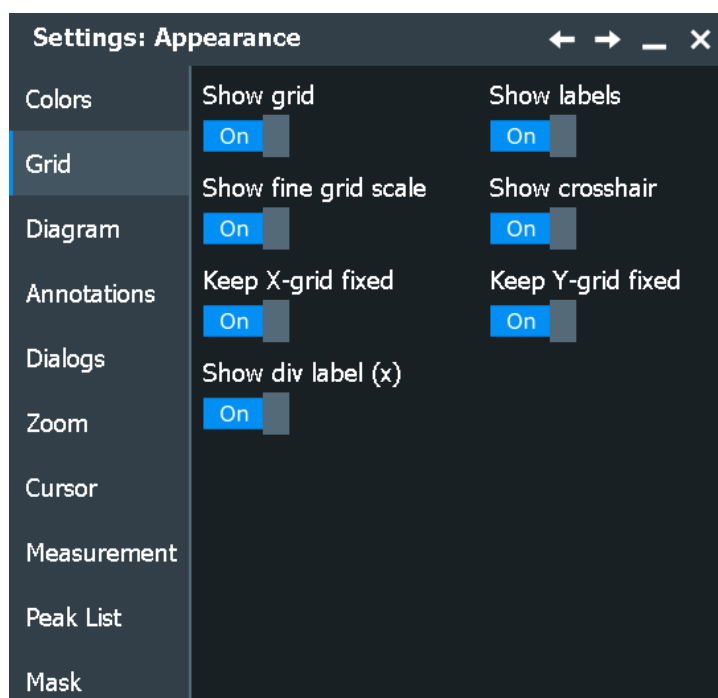 Settings: Appearance
Colors
Grid
Diagram
Annotations
Dialogs
Zoom
Cursor
Measurement
Peak List
Mask
Show grid
On
Show labels
On
Show fine grid scale
On
Show crosshair
On
Keep X-grid fixed
On
Keep Y-grid fixed
On
Show div label (x)
On